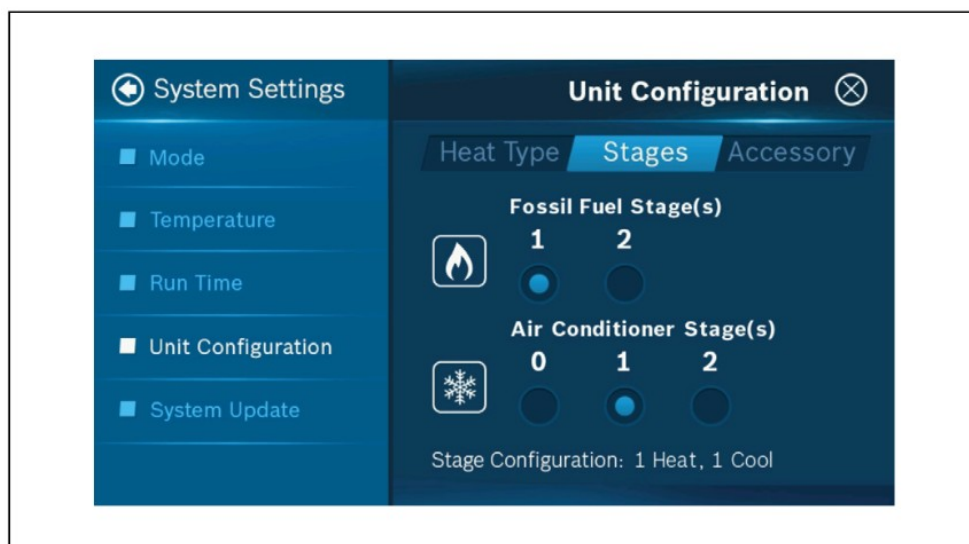 System Settings
Mode
Temperature
Run Time
Unit Configuration
System Update
Unit Configuration
Heat Type Stages Accessory
Fossil Fuel Stage(s)
1 2
Air Conditioner Stage(s)
0 1 2
Stage Configuration: 1 Heat, 1 Cool